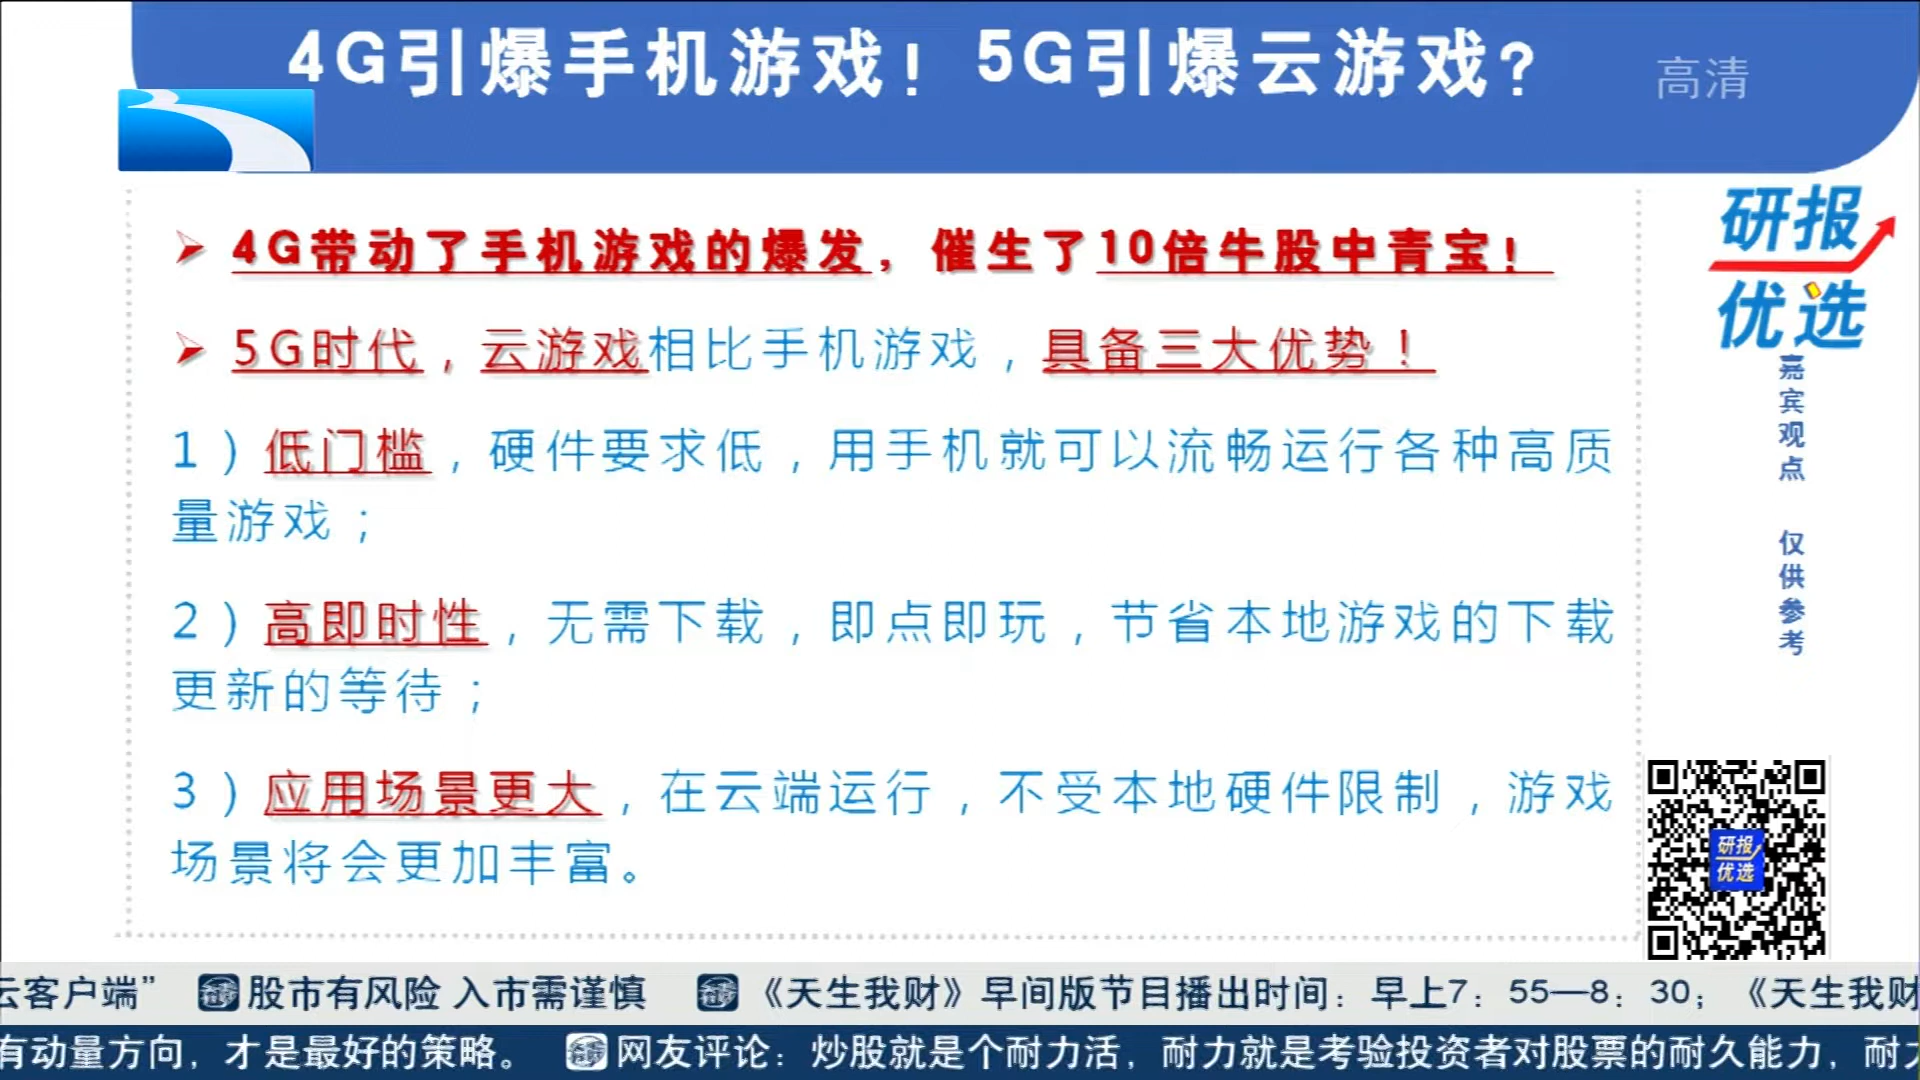 4G引爆手机游戏！5G引爆云游戏？
高清
4G带动了手机游戏的爆发，催生了10倍牛股中青宝！
5G时代，云游戏相比手机游戏，具备三大优势！
1）低门槛，硬件要求低，用手机就可以流畅运行各种高质
量游戏；
2）高即时性，无需下载，即点即玩，节省本地游戏的下载
更新的等待；
3）应用场景更大，在云端运行，不受本地硬件限制，游戏
场景将会更加丰富。
研报
优选
嘉宾观点 仅供参考
研报
优选
云客户端” 股市有风险 入市需谨慎 《天生我财》早间版节目播出时间：早上7：55—8：30；《天生我财
有动量方向，才是最好的策略。 网友评论：炒股就是个耐力活，耐力就是考验投资者对股票的耐久能力，耐力